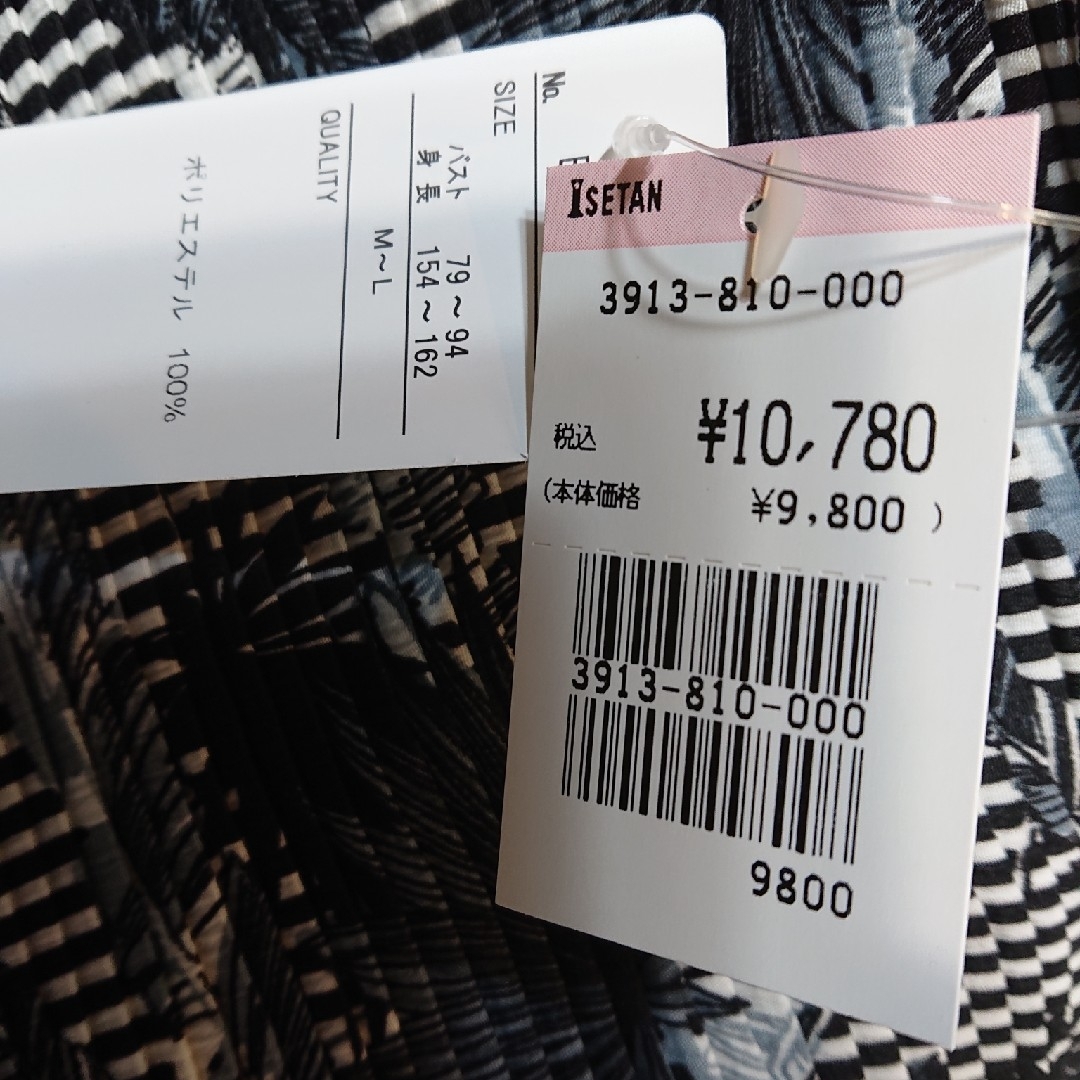 No.
SIZE
バスト 79~94
身長 154~162
M~L
QUALITY
ポリエステル 100%
ISETAN
3913-810-000
税込 ¥10,780
(本体価格 ¥9,800 )
3913-810-000
9800